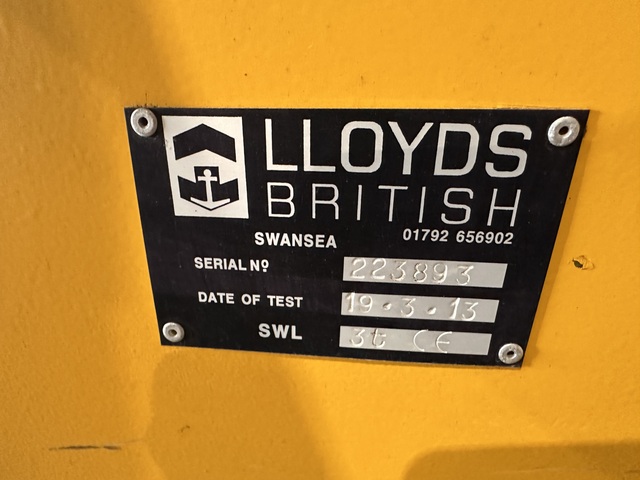 LLOYDS
BRITISH
SWANSEA 01792 656902
SERIAL Nº 223893
DATE OF TEST 19·3·13
SWL 3t CE